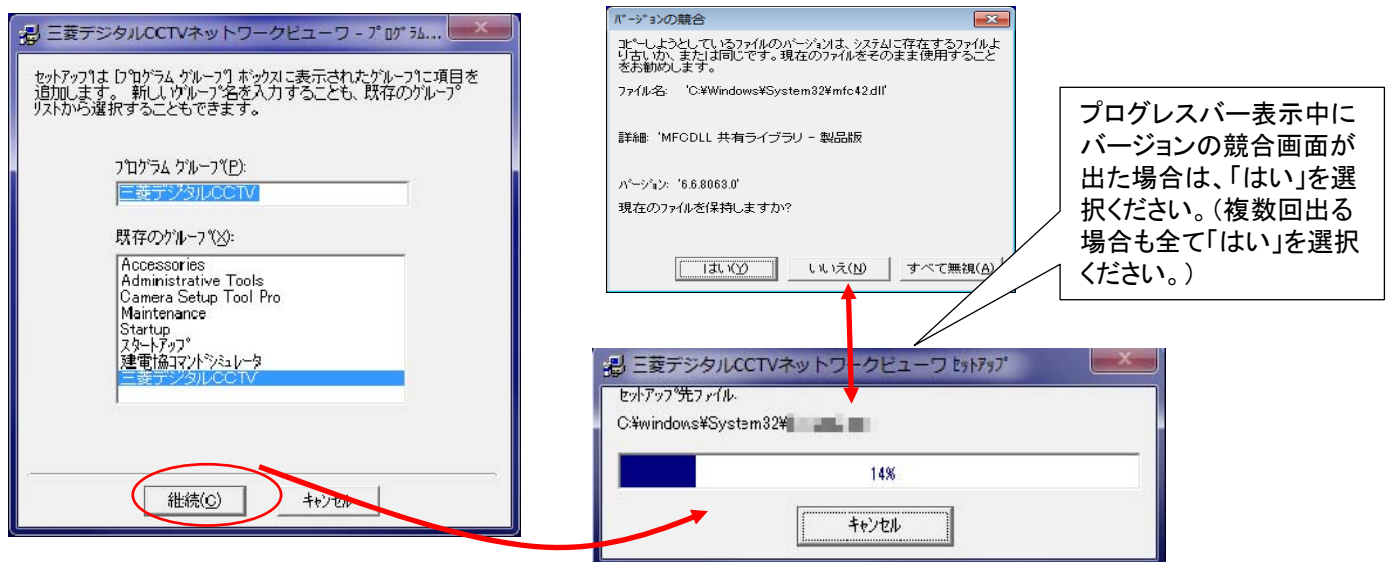 三菱デジタルCCTVネットワークビューワ - プログラム...
セットアップは [プログラム グループ] ボックスに表示されたグループに項目を
追加します。 新しいグループ名を入力することも、既存のグループ
リストから選択することもできます。
プログラム グループ(P):
三菱デジタルCCTV
既存のグループ(X):
Accessories
Administrative Tools
Camera Setup Tool Pro
Maintenance
Startup
スタートアップ
建電協コマンドシミュレータ
三菱デジタルCCTV
継続(C)
キャンセル
バージョンの競合
コピーしようとしているファイルのバージョンは、システムに存在するファイルよ
り古いか、または同じです。現在のファイルをそのまま使用すること
をお勧めします。
ファイル名: 'C:¥Windows¥System32¥mfc42.dll'
詳細: 'MFCDLL 共有ライブラリ - 製品版
バージョン: '6.6.8063.0'
現在のファイルを保持しますか?
はい(Y)
いいえ(N)
すべて無視(A)
プログレスバー表示中に
バージョンの競合画面が
出た場合は、「はい」を選
択ください。(複数回出る
場合も全て「はい」を選択
ください。)
三菱デジタルCCTVネットワークビューワ セットアップ
セットアップ先ファイル:
C:¥windows¥System32¥
14%
キャンセル